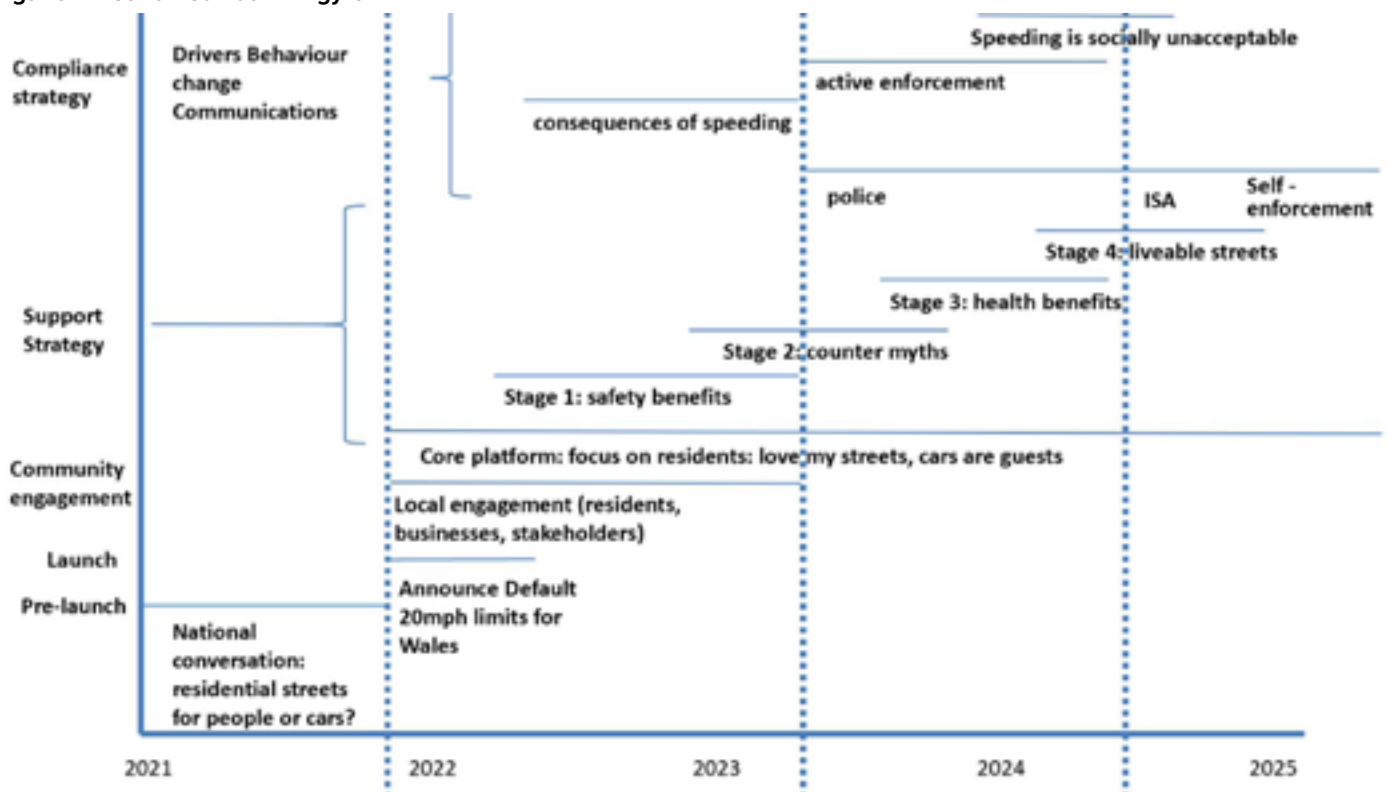 Speeding is socially unacceptable
Compliance
strategy
Drivers Behaviour
change
Communications
active enforcement
consequences of speeding
police
ISA
Self -
enforcement
Stage 4: liveable streets
Stage 3: health benefits
Support
Strategy
Stage 2: counter myths
Stage 1: safety benefits
Core platform: focus on residents: love my streets, cars are guests
Community
engagement
Local engagement (residents,
businesses, stakeholders)
Launch
Announce Default
20mph limits for
Wales
Pre-launch
National
conversation:
residential streets
for people or cars?
2021
2022
2023
2024
2025